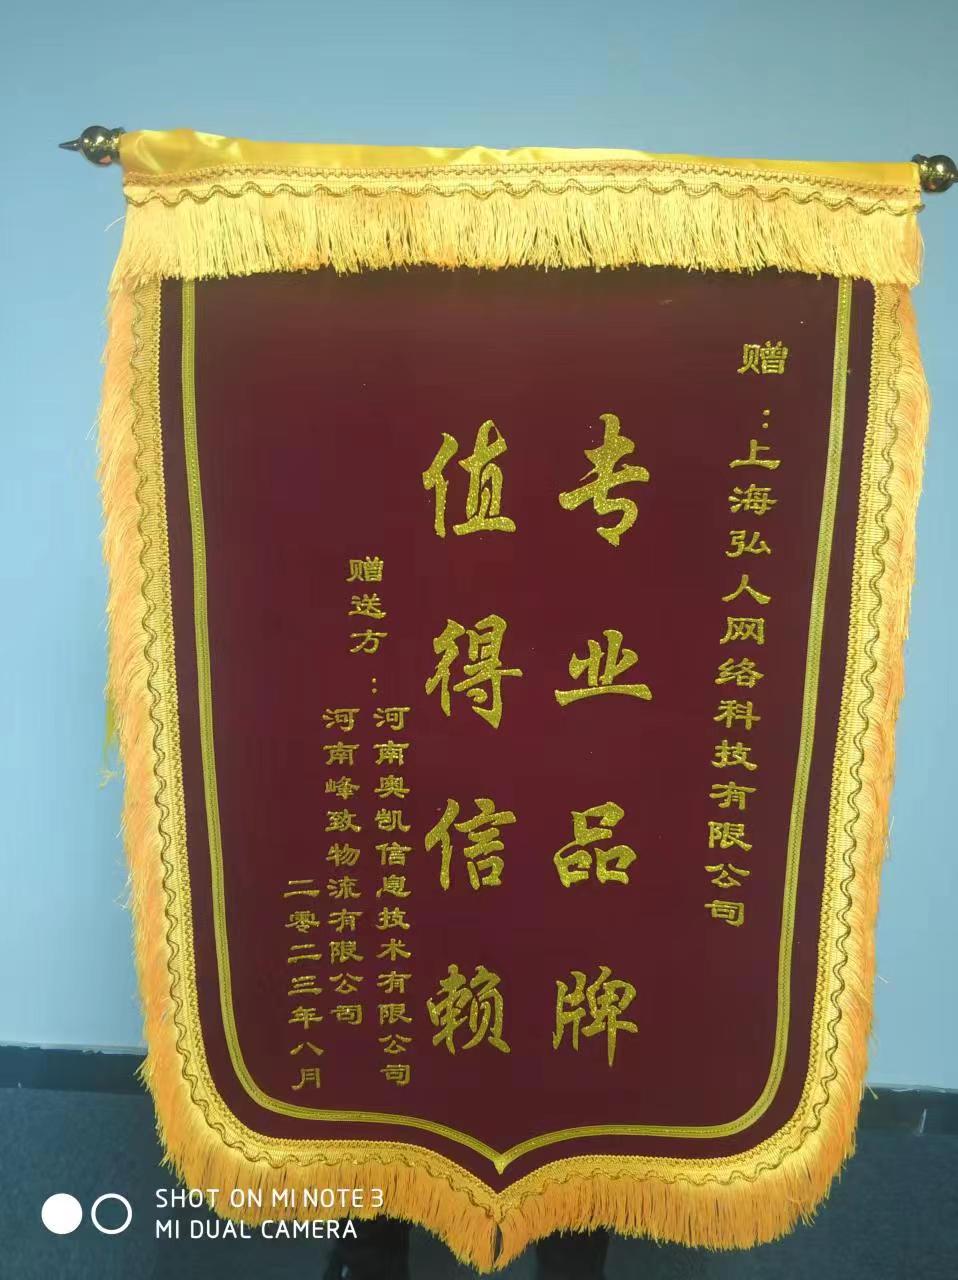 赠：上海弘人网络科技有限公司
专业品牌
值得信赖
赠送方：河南奥凯信息技术有限公司
河南峰致物流有限公司
二零二三年八月
SHOT ON MI NOTE 3
MI DUAL CAMERA